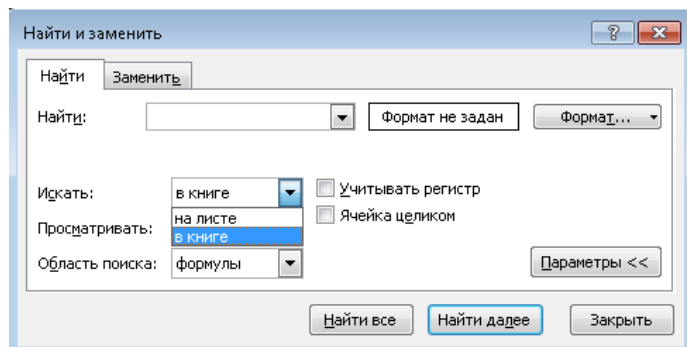 Найти и заменить
Найти Заменить
Найти: Формат не задан Формат...
Искать: в книге Учитывать регистр
на листе Ячейка целиком
Просматривать: в книге
Область поиска: формулы Параметры <<
Найти все Найти далее Закрыть